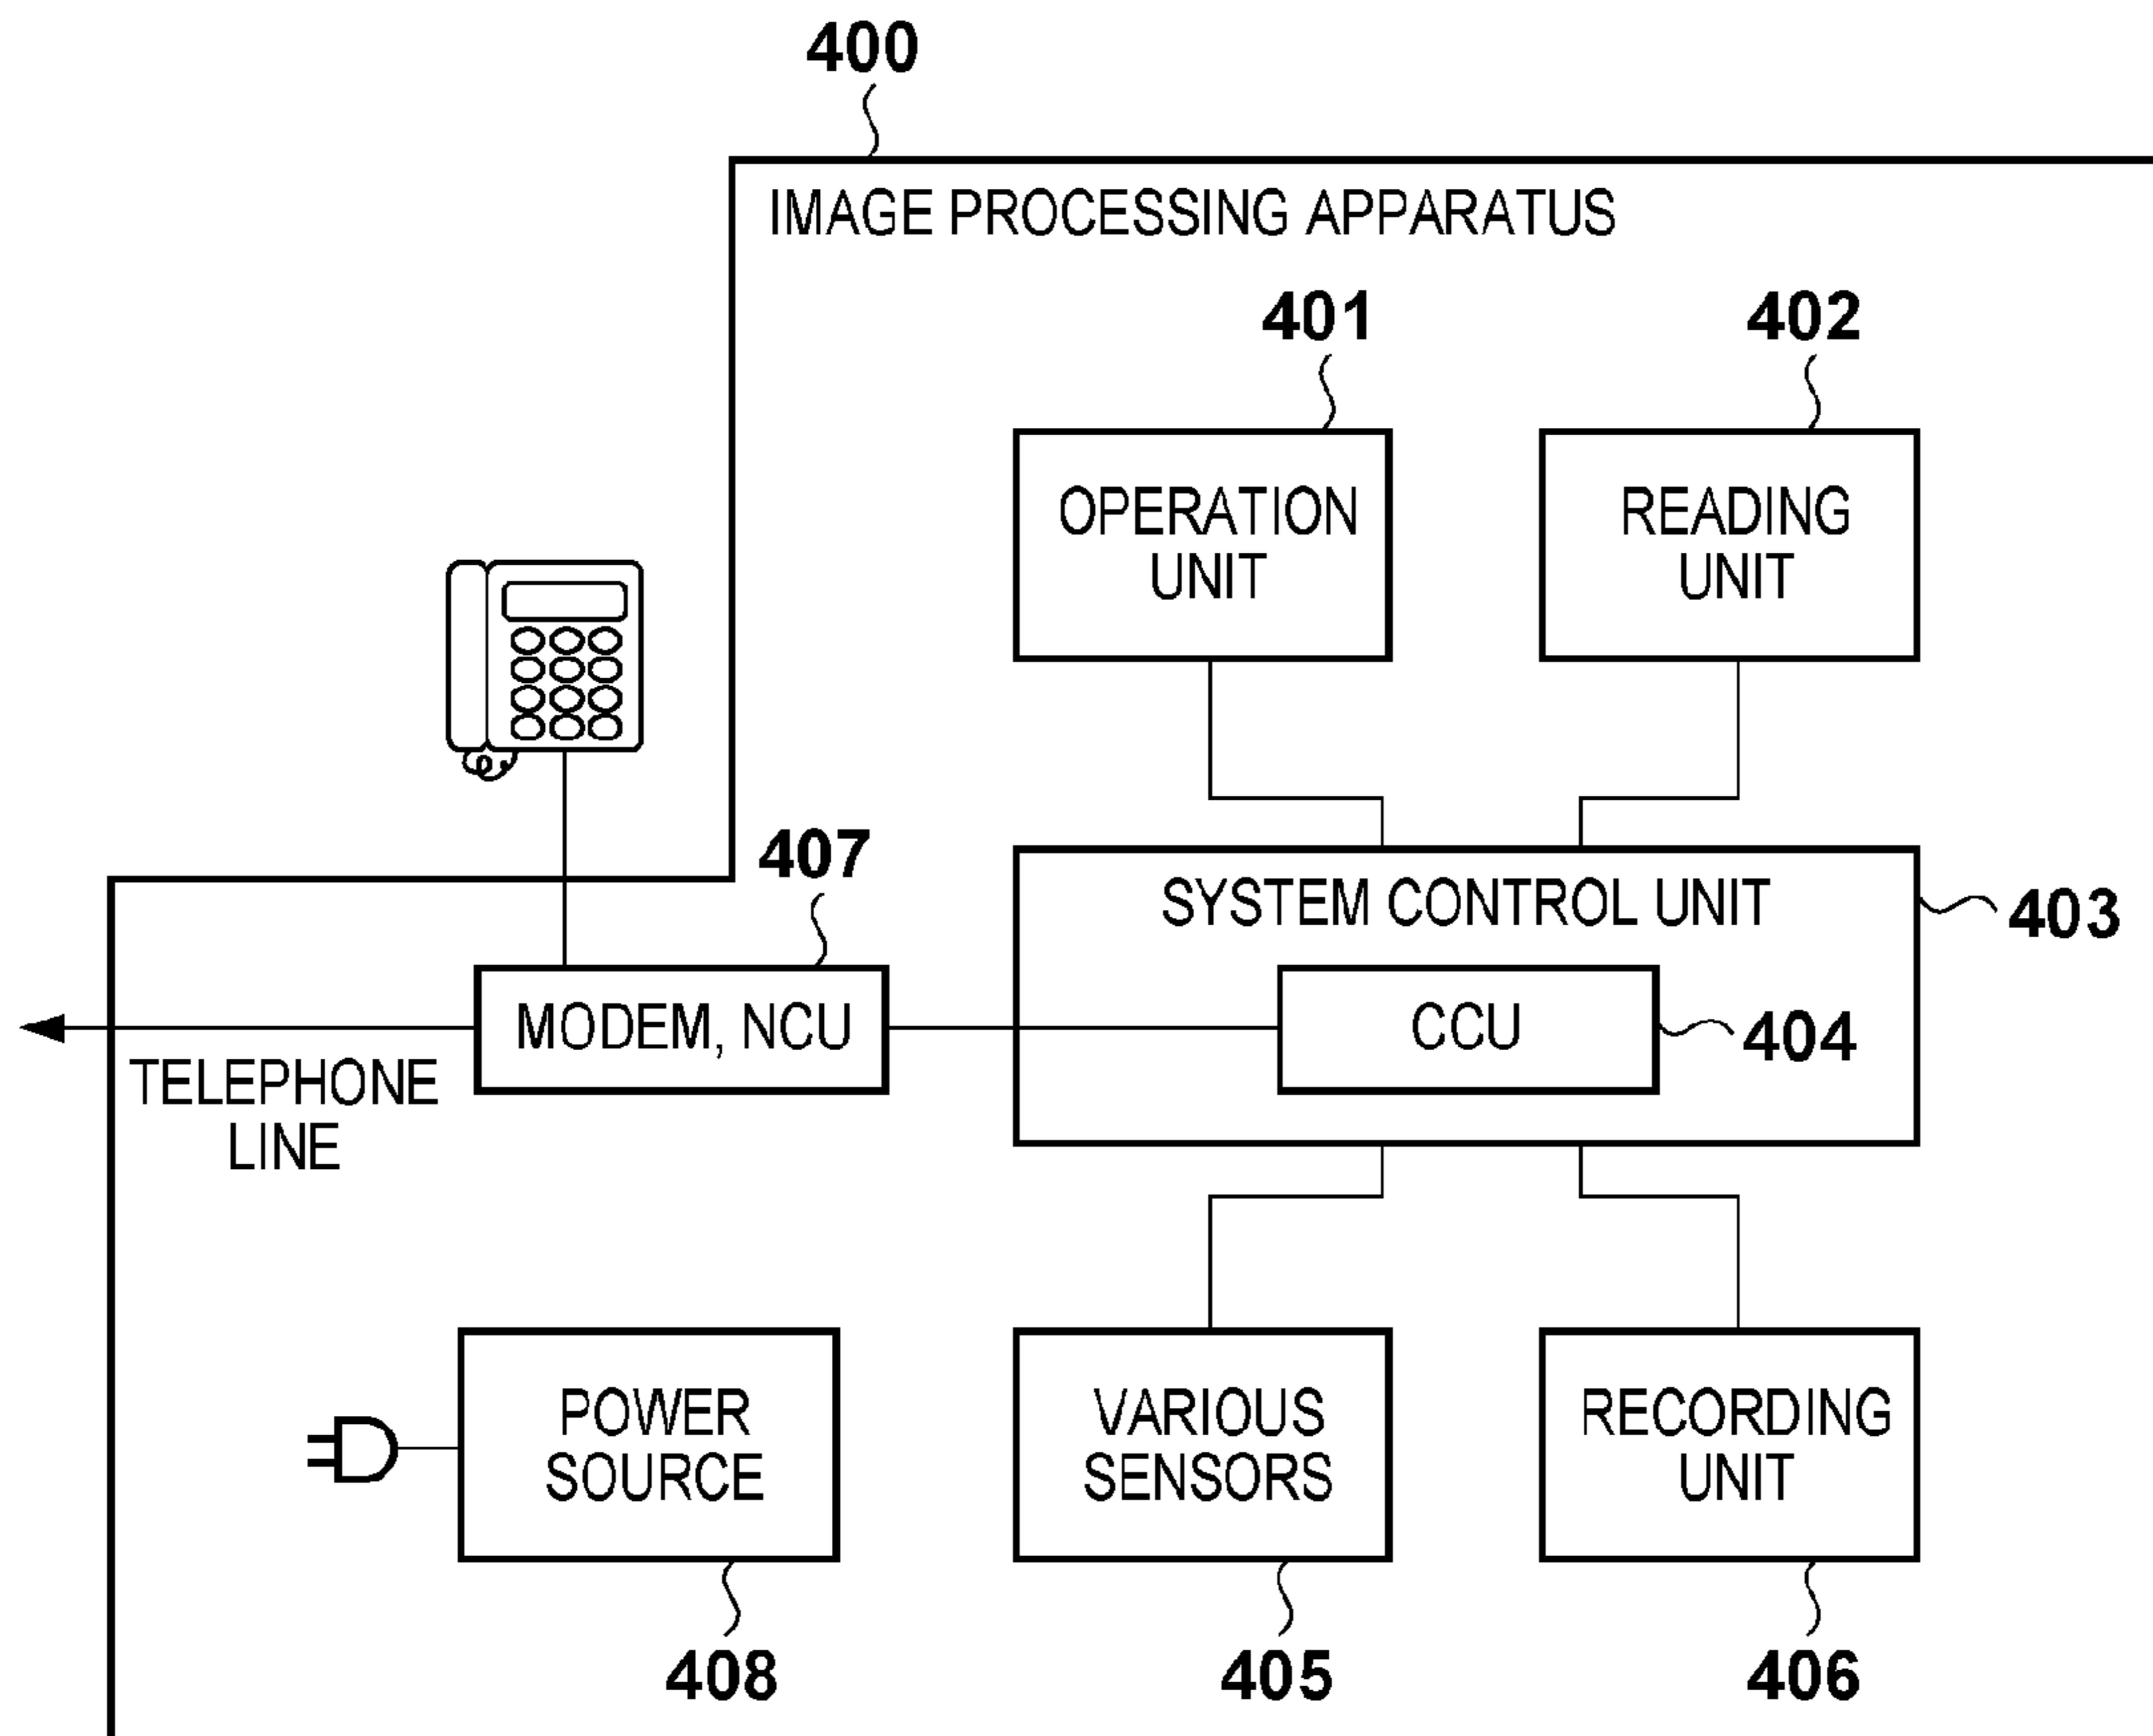 400
IMAGE PROCESSING APPARATUS
401
402
OPERATION
UNIT
READING
UNIT
407
SYSTEM CONTROL UNIT
403
MODEM, NCU
CCU
404
TELEPHONE
LINE
POWER
SOURCE
VARIOUS
SENSORS
RECORDING
UNIT
408
405
406